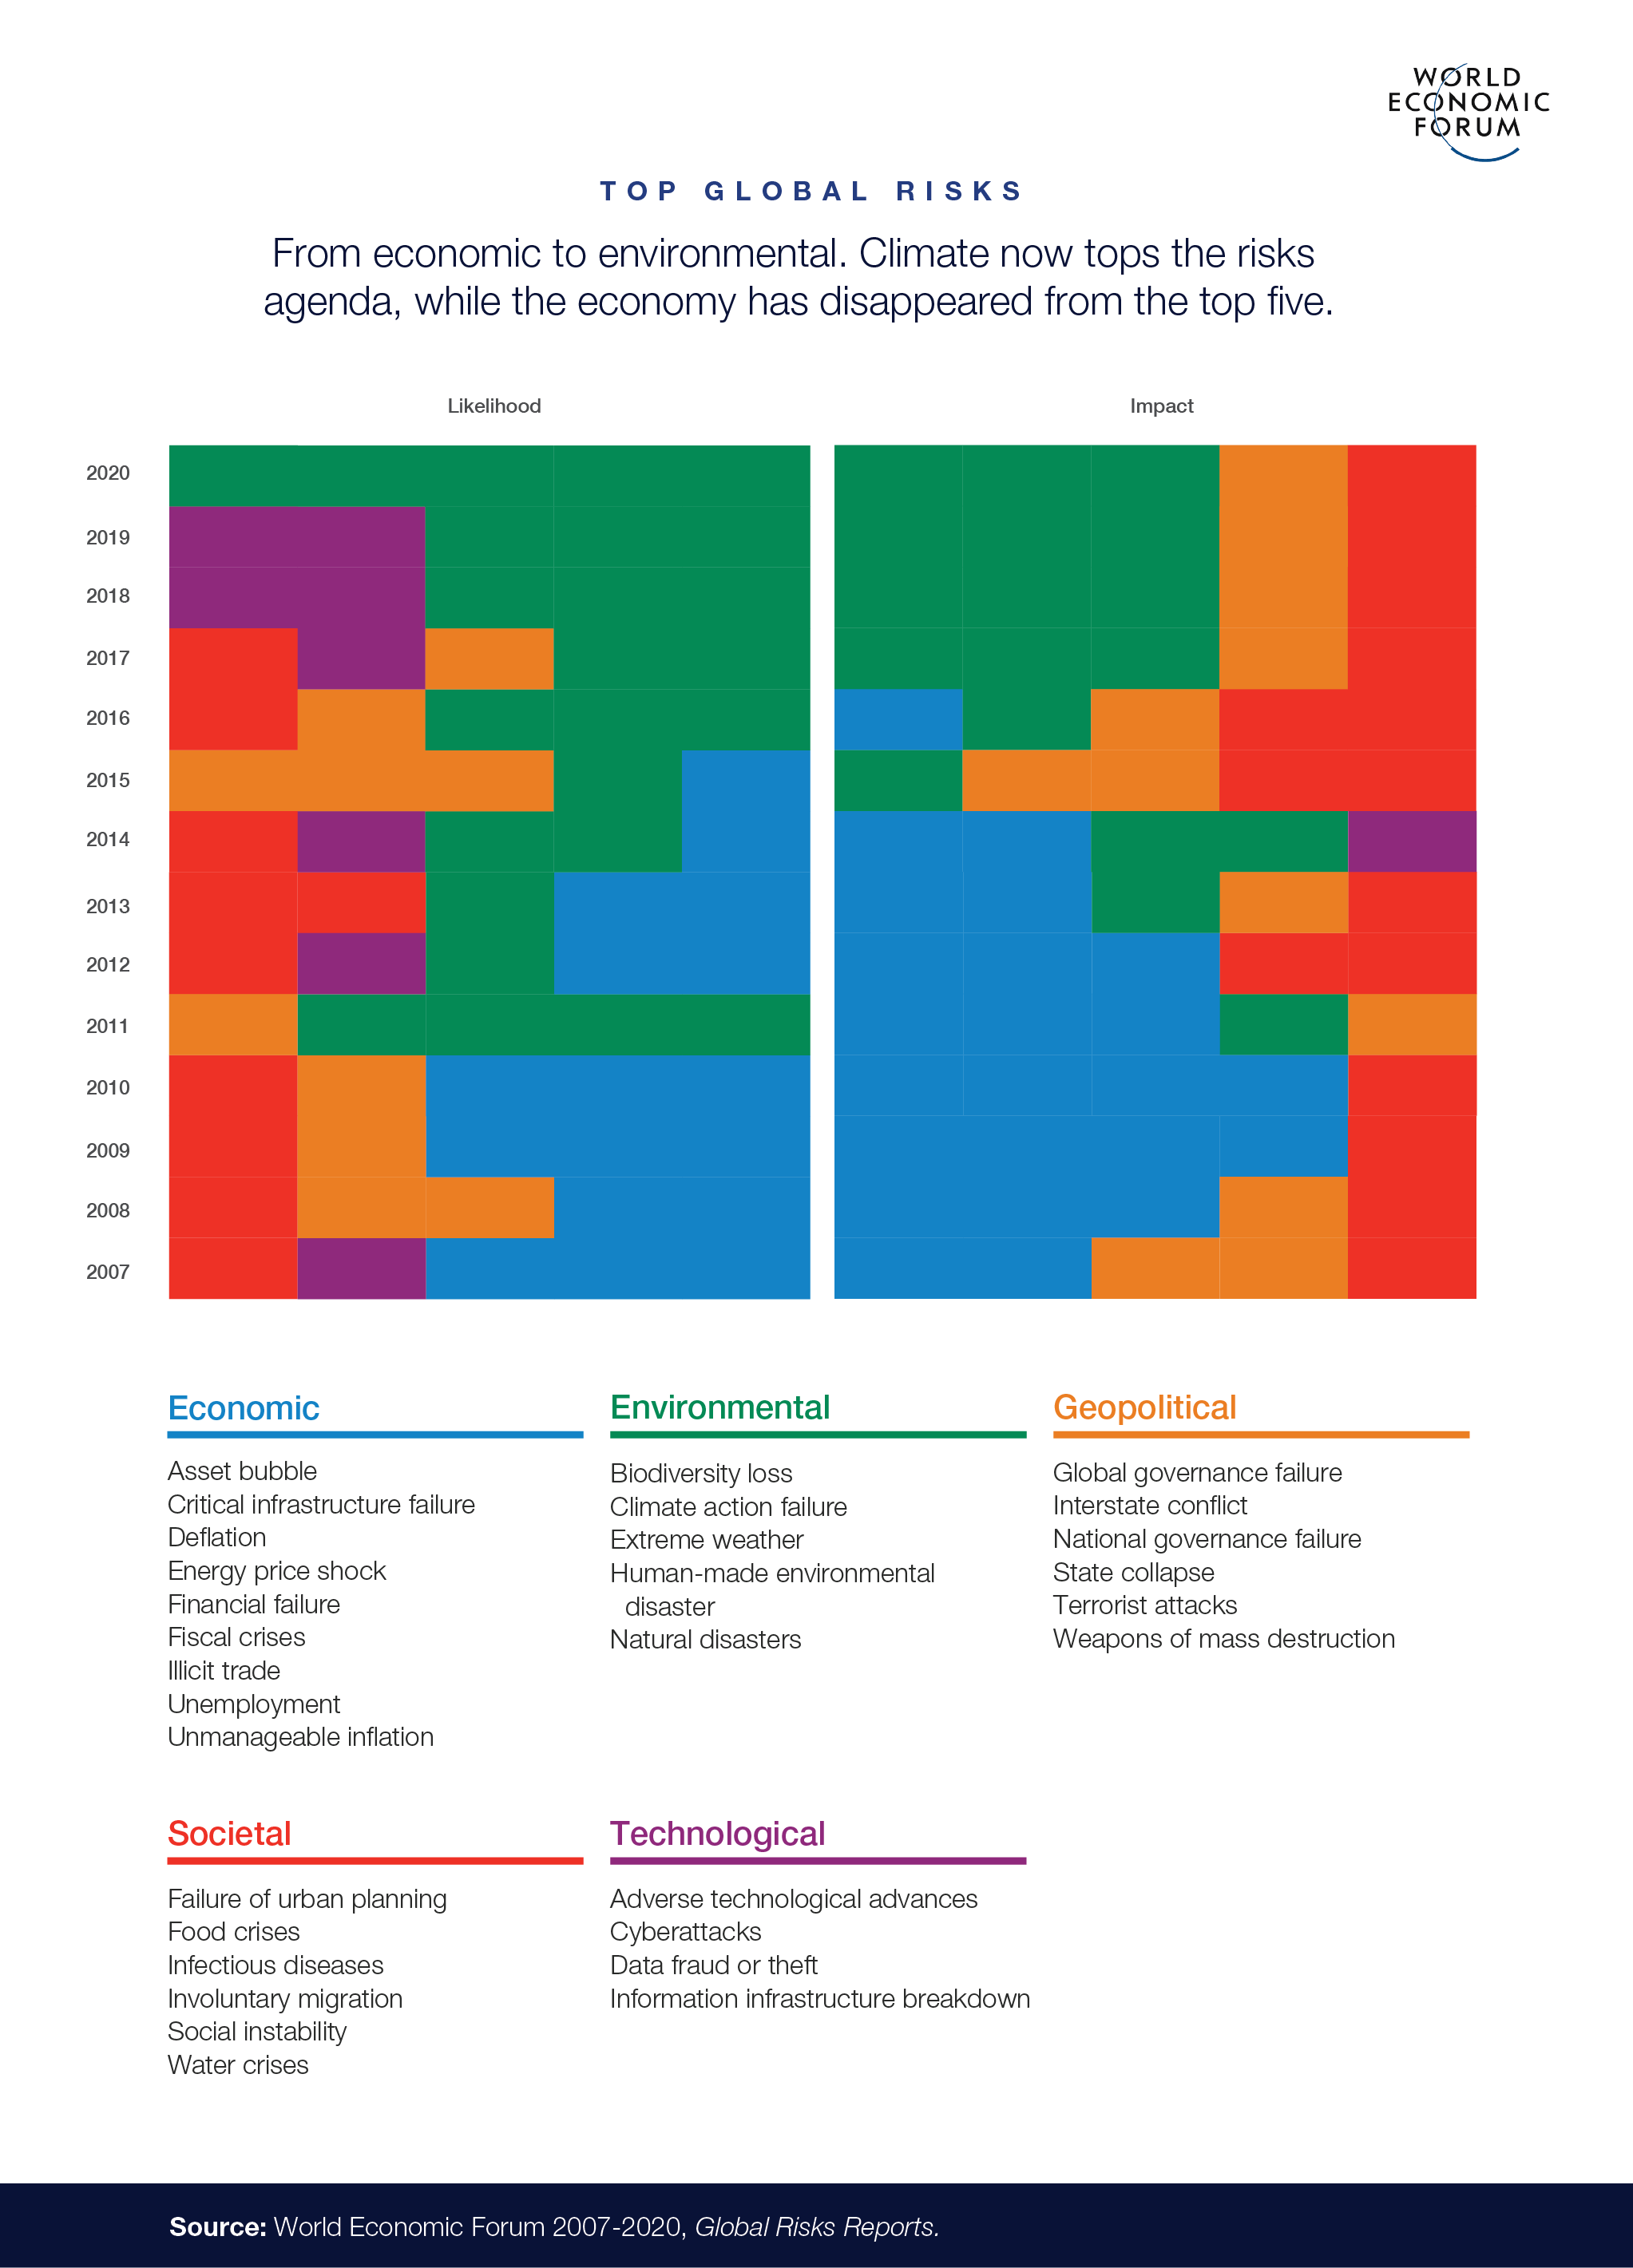 WORLD
ECONOMIC
FORUM
TOP GLOBAL RISKS
From economic to environmental. Climate now tops the risks
agenda, while the economy has disappeared from the top five.
Likelihood
Impact
2020
2019
2018
2017
2016
2015
2014
2013
2012
2011
2010
2009
2008
2007
Economic
Asset bubble
Critical infrastructure failure
Deflation
Energy price shock
Financial failure
Fiscal crises
Illicit trade
Unemployment
Unmanageable inflation
Environmental
Biodiversity loss
Climate action failure
Extreme weather
Human-made environmental
disaster
Natural disasters
Geopolitical
Global governance failure
Interstate conflict
National governance failure
State collapse
Terrorist attacks
Weapons of mass destruction
Societal
Failure of urban planning
Food crises
Infectious diseases
Involuntary migration
Social instability
Water crises
Technological
Adverse technological advances
Cyberattacks
Data fraud or theft
Information infrastructure breakdown
Source: World Economic Forum 2007-2020, Global Risks Reports.